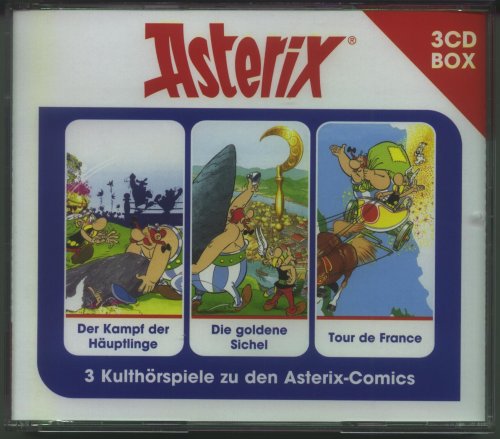 Asterix®
3CD
BOX
Der Kampf der
Häuptlinge
Die goldene
Sichel
Tour de France
3 Kulthörspiele zu den Asterix-Comics